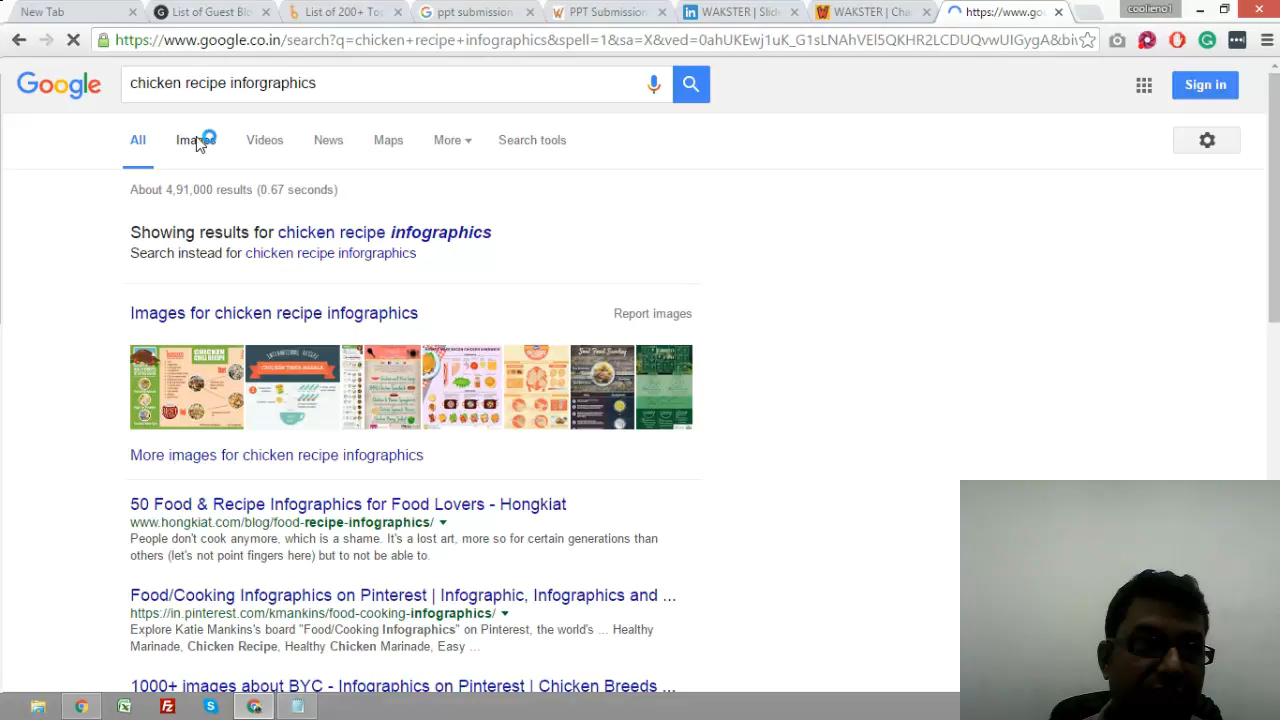 New Tab
List of Guest Bl
List of 200+ To
ppt submission
PPT Submission
WAKSTER | Slid
WAKSTER | Cha
https://www.go
coolieno1
https://www.google.co.in/search?q=chicken+recipe+infographics&spell=1&sa=X&ved=0ahUKEwj1uK_G1sLNAhVEl5QKHR2LCDUQvwUIGygA&bi
Google
chicken recipe inforgraphics
Sign in
All
Images
Videos
News
Maps
More
Search tools
About 4,91,000 results (0.67 seconds)
Showing results for chicken recipe infographics
Search instead for chicken recipe inforgraphics
Images for chicken recipe infographics
Report images
CHICKEN
More images for chicken recipe infographics
50 Food & Recipe Infographics for Food Lovers - Hongkiat
www.hongkiat.com/blog/food-recipe-infographics/
People don't cook anymore, which is a shame. It's a lost art, more so for certain generations than
others (let's not point fingers here) but to not be able to.
Food/Cooking Infographics on Pinterest | Infographic, Infographics and ...
https://in.pinterest.com/kmankins/food-cooking-infographics/
Explore Katie Mankins's board "Food/Cooking Infographics" on Pinterest, the world's ... Healthy
Marinade, Chicken Recipe, Healthy Chicken Marinade, Easy ...
1000+ images about BYC - Infographics on Pinterest | Chicken Breeds ...